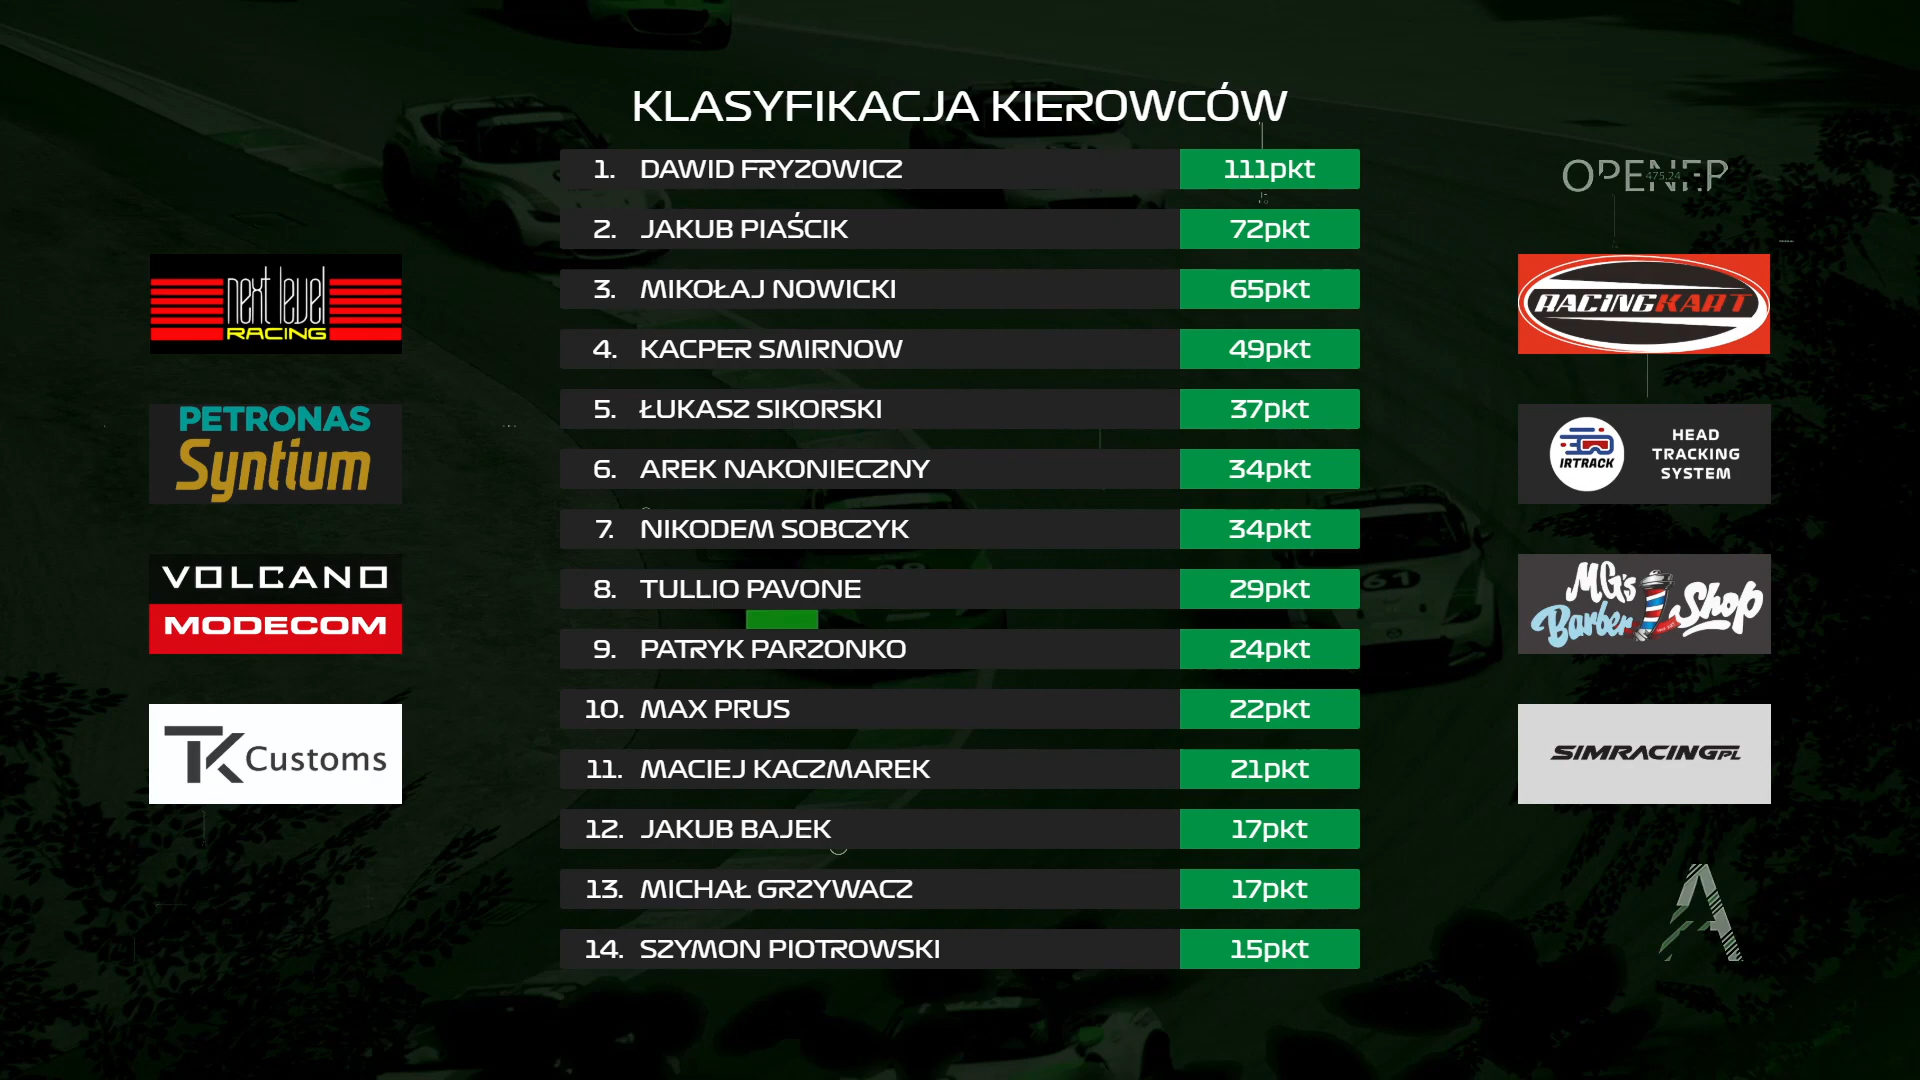 KLASYFIKACJA KIEROWCÓW
1. DAWID FRYZOWICZ 111pkt
2. JAKUB PIAŚCIK 72pkt
3. MIKOŁAJ NOWICKI 65pkt
4. KACPER SMIRNOW 49pkt
5. ŁUKASZ SIKORSKI 37pkt
6. AREK NAKONIECZNY 34pkt
7. NIKODEM SOBCZYK 34pkt
8. TULLIO PAVONE 29pkt
9. PATRYK PARZONKO 24pkt
10. MAX PRUS 22pkt
11. MACIEJ KACZMAREK 21pkt
12. JAKUB BAJEK 17pkt
13. MICHAŁ GRZYWACZ 17pkt
14. SZYMON PIOTROWSKI 15pkt
next level
RACING
PETRONAS
Syntium
VOLCANO
MODECOM
TK Customs
475.24
RACINGKART
IRTRACK
HEAD
TRACKING
SYSTEM
MG's
Barber Shop
SIMRACINGPL
A
61